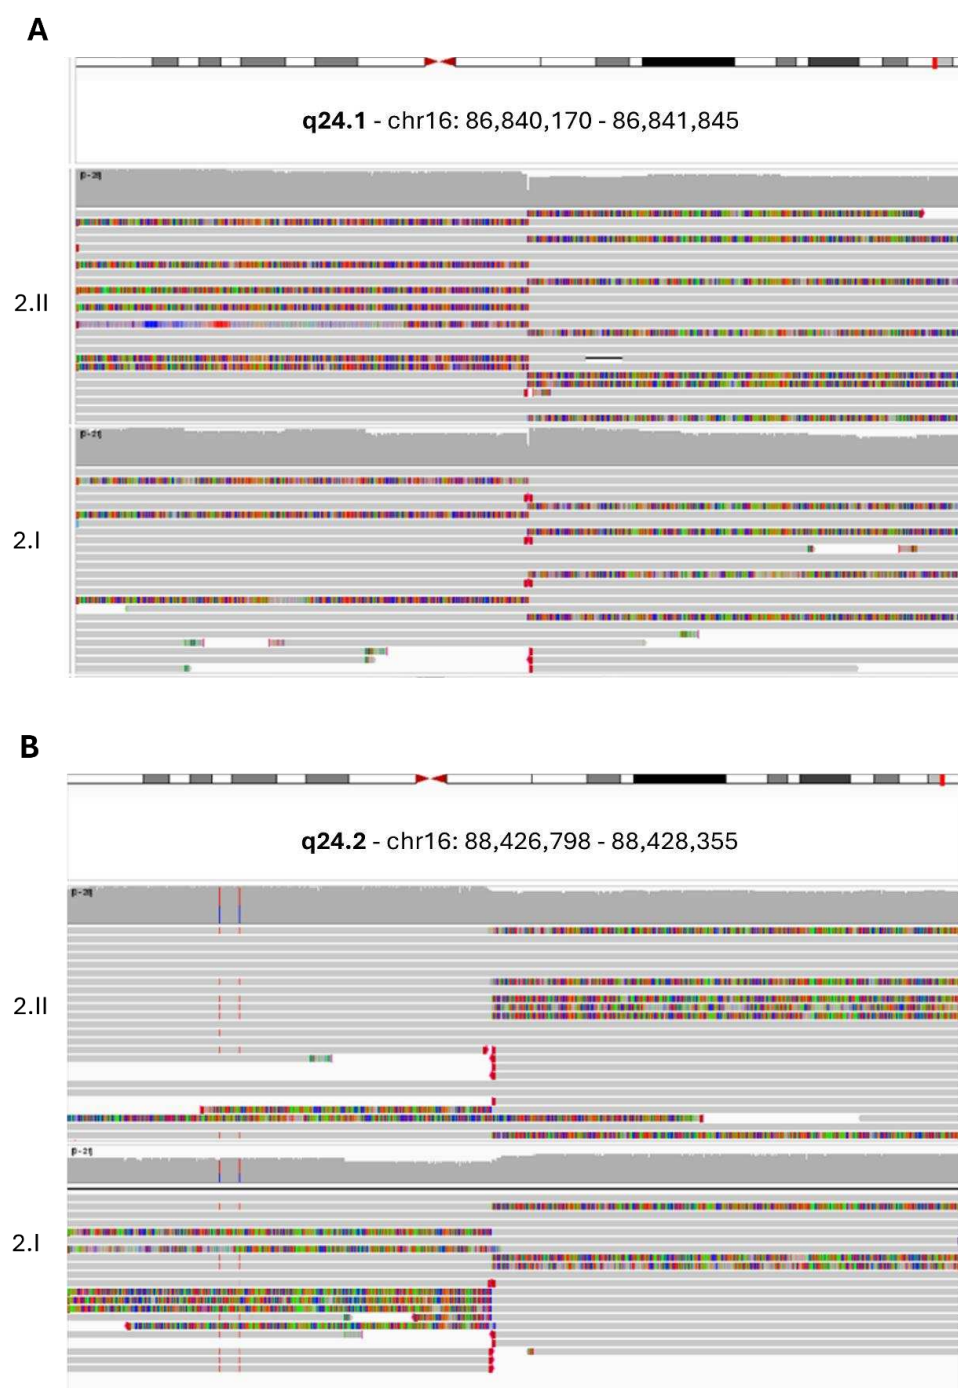 A
q24.1 - chr16: 86,840,170 - 86,841,845
2.II
2.I
B
q24.2 - chr16: 88,426,798 - 88,428,355
2.II
2.I